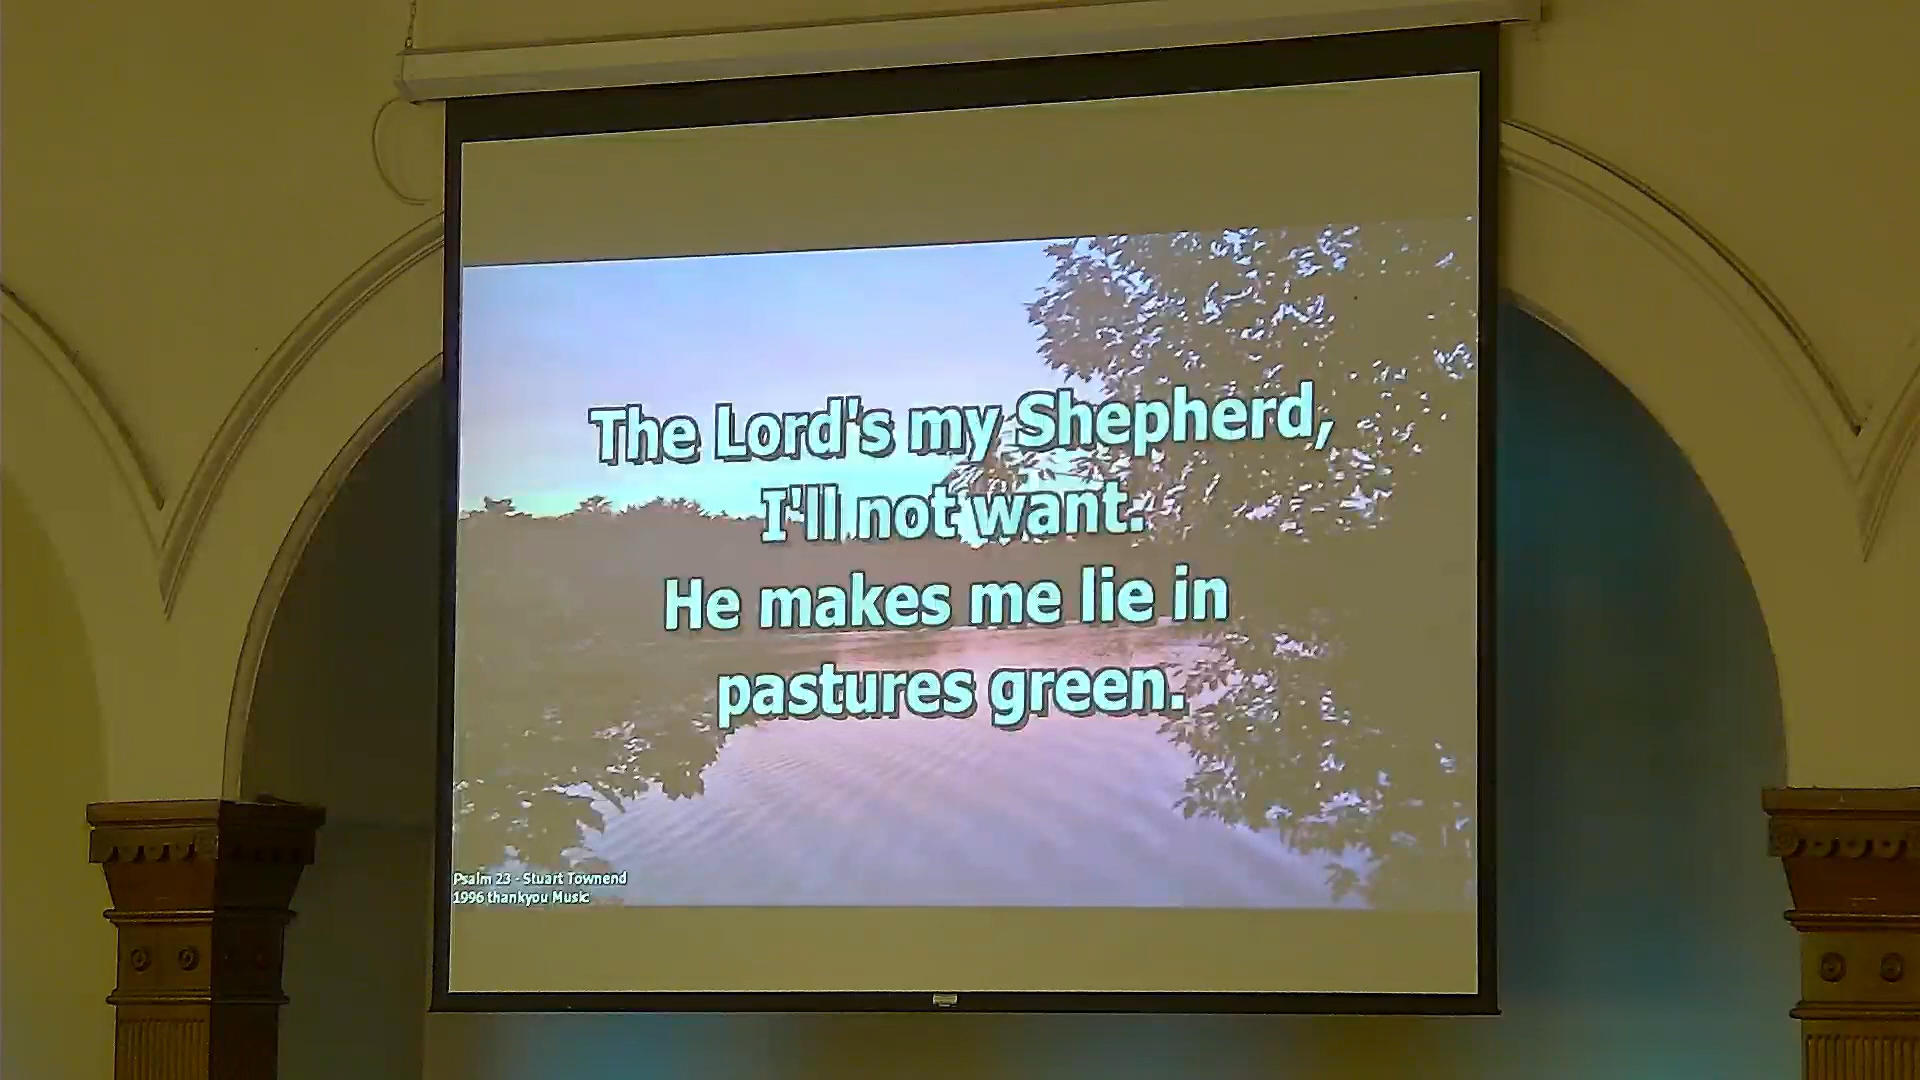 The Lord's my Shepherd,
I'll not want.
He makes me lie in
pastures green.
Psalm 23 - Stuart Townend
1996 thankyou Music